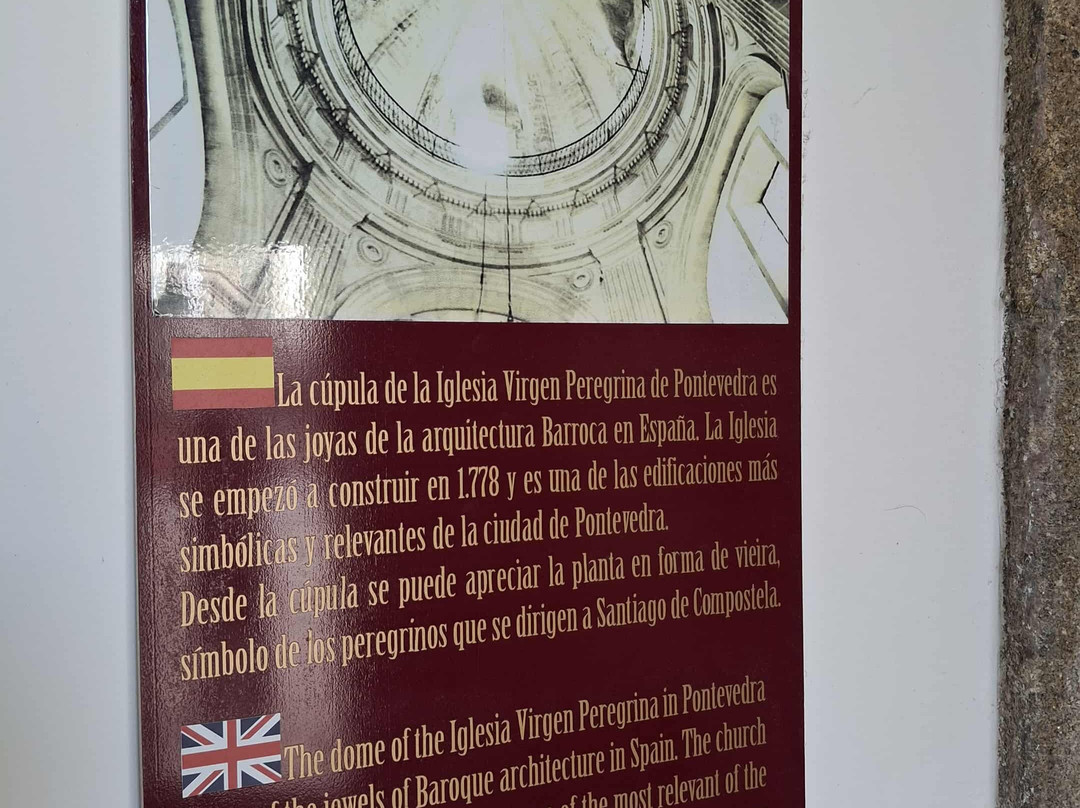 La cúpula de la Iglesia Virgen Peregrina de Pontevedra es
una de las joyas de la arquitectura Barroca en España. La Iglesia
se empezó a construir en 1.778 y es una de las edificaciones más
simbólicas y relevantes de la ciudad de Pontevedra.
Desde la cúpula se puede apreciar la planta en forma de vieira,
símbolo de los peregrinos que se dirigen a Santiago de Compostela.
The dome of the Iglesia Virgen Peregrina in Pontevedra
of the jewels of Baroque architecture in Spain. The church
of the most relevant of the